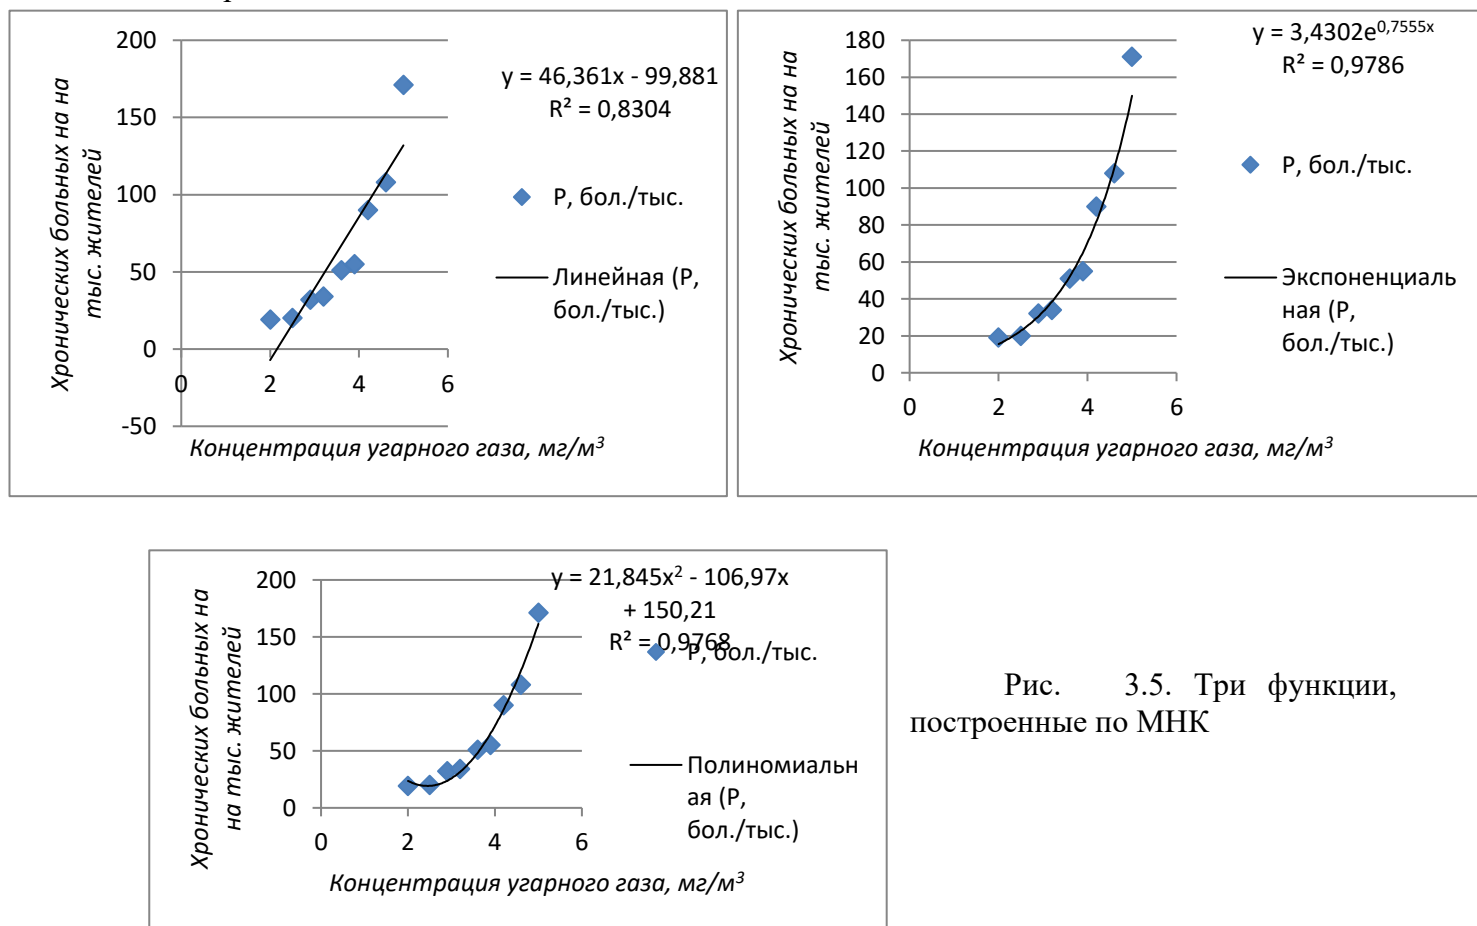 200
150
100
50
0
-50
0
2
4
6
Хронических больных на на
тыс. жителей
Концентрация угарного газа, мг/м³
y = 46,361x - 99,881
R² = 0,8304
P, бол./тыс.
Линейная (P,
бол./тыс.)
180
160
140
120
100
80
60
40
20
0
0
2
4
6
Хронических больных на на
тыс. жителей
Концентрация угарного газа, мг/м³
y = 3,4302e^0,7555x
R² = 0,9786
P, бол./тыс.
Экспоненциаль
ная (P,
бол./тыс.)
200
150
100
50
0
0
2
4
6
Хронических больных на
на тыс. жителей
Концентрация угарного газа, мг/м³
y = 21,845x² - 106,97x
+ 150,21
R² = 0,9768
P, бол./тыс.
Полиномиальн
ая (P,
бол./тыс.)
Рис. 3.5. Три функции,
построенные по МНК